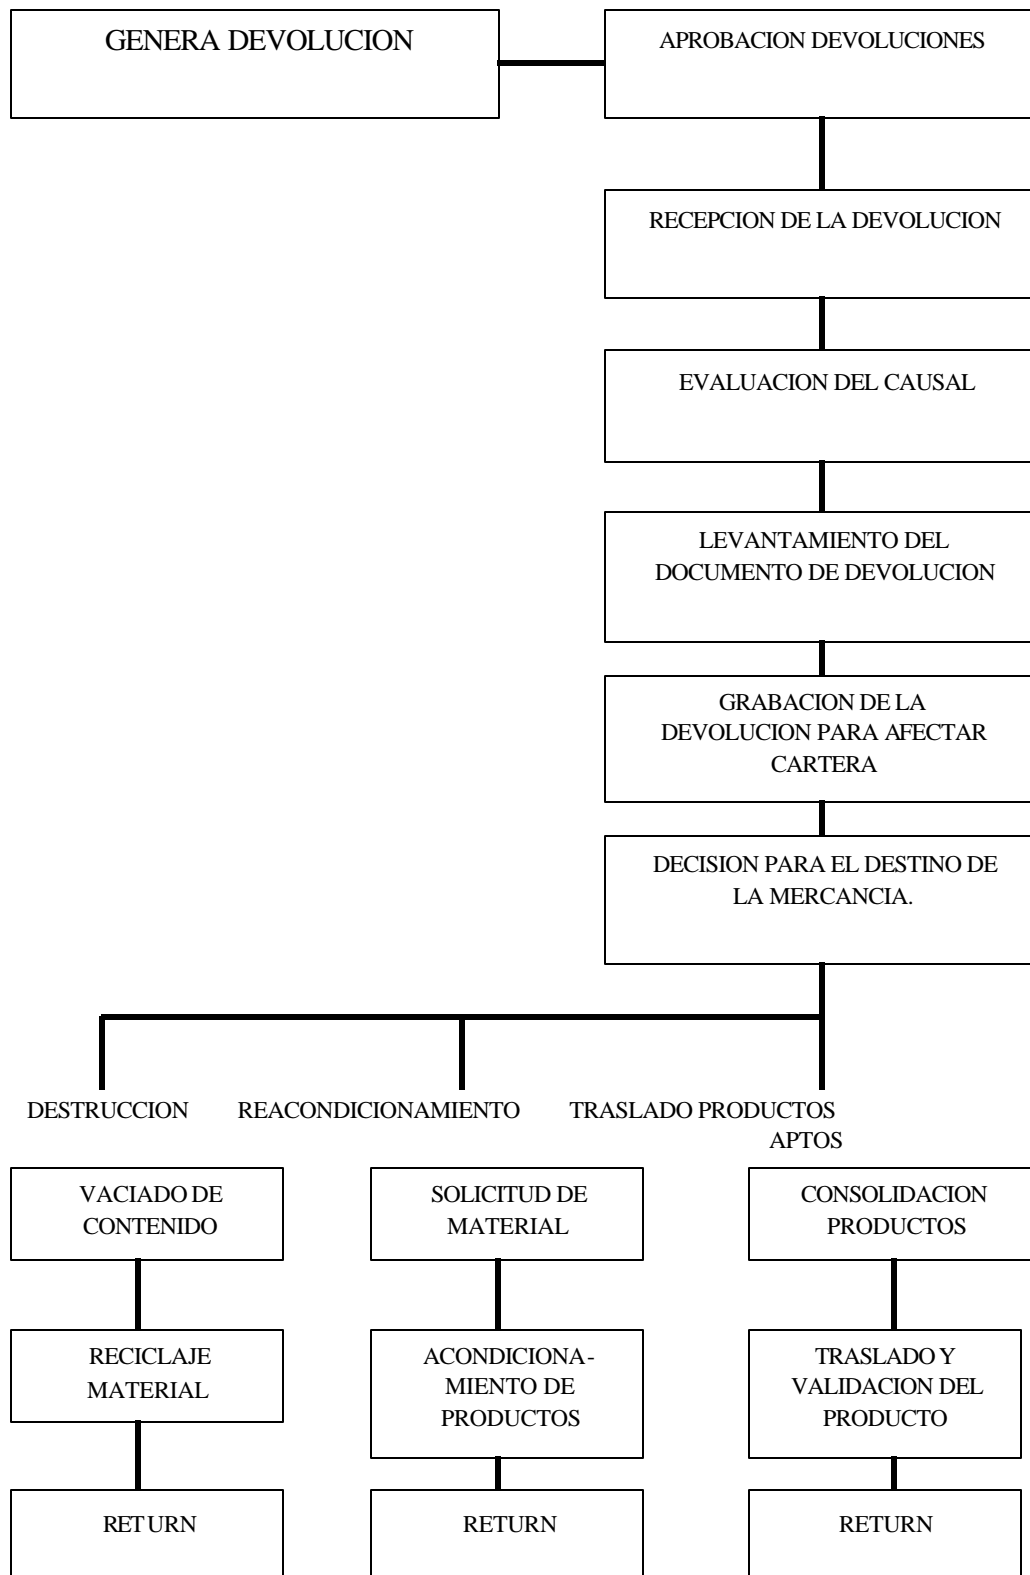 GENERA DEVOLUCION
APROBACION DEVOLUCIONES
RECEPCION DE LA DEVOLUCION
EVALUACION DEL CAUSAL
LEVANTAMIENTO DEL
DOCUMENTO DE DEVOLUCION
GRABACION DE LA
DEVOLUCION PARA AFECTAR
CARTERA
DECISION PARA EL DESTINO DE
LA MERCANCIA.
DESTRUCCION
REACONDICIONAMIENTO
TRASLADO PRODUCTOS
APTOS
VACIADO DE
CONTENIDO
SOLICITUD DE
MATERIAL
CONSOLIDACION
PRODUCTOS
RECICLAJE
MATERIAL
ACONDICIONA-
MIENTO DE
PRODUCTOS
TRASLADO Y
VALIDACION DEL
PRODUCTO
RETURN
RETURN
RETURN